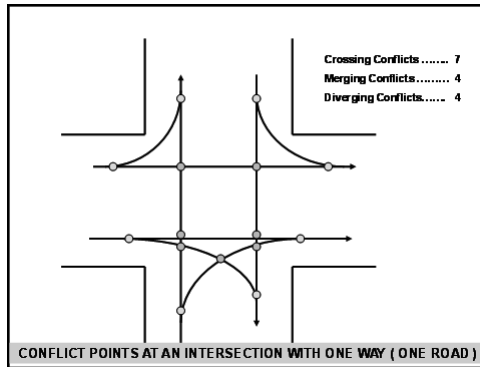 Crossing Conflicts ....... 7
Merging Conflicts ......... 4
Diverging Conflicts...... 4
CONFLICT POINTS AT AN INTERSECTION WITH ONE WAY ( ONE ROAD )